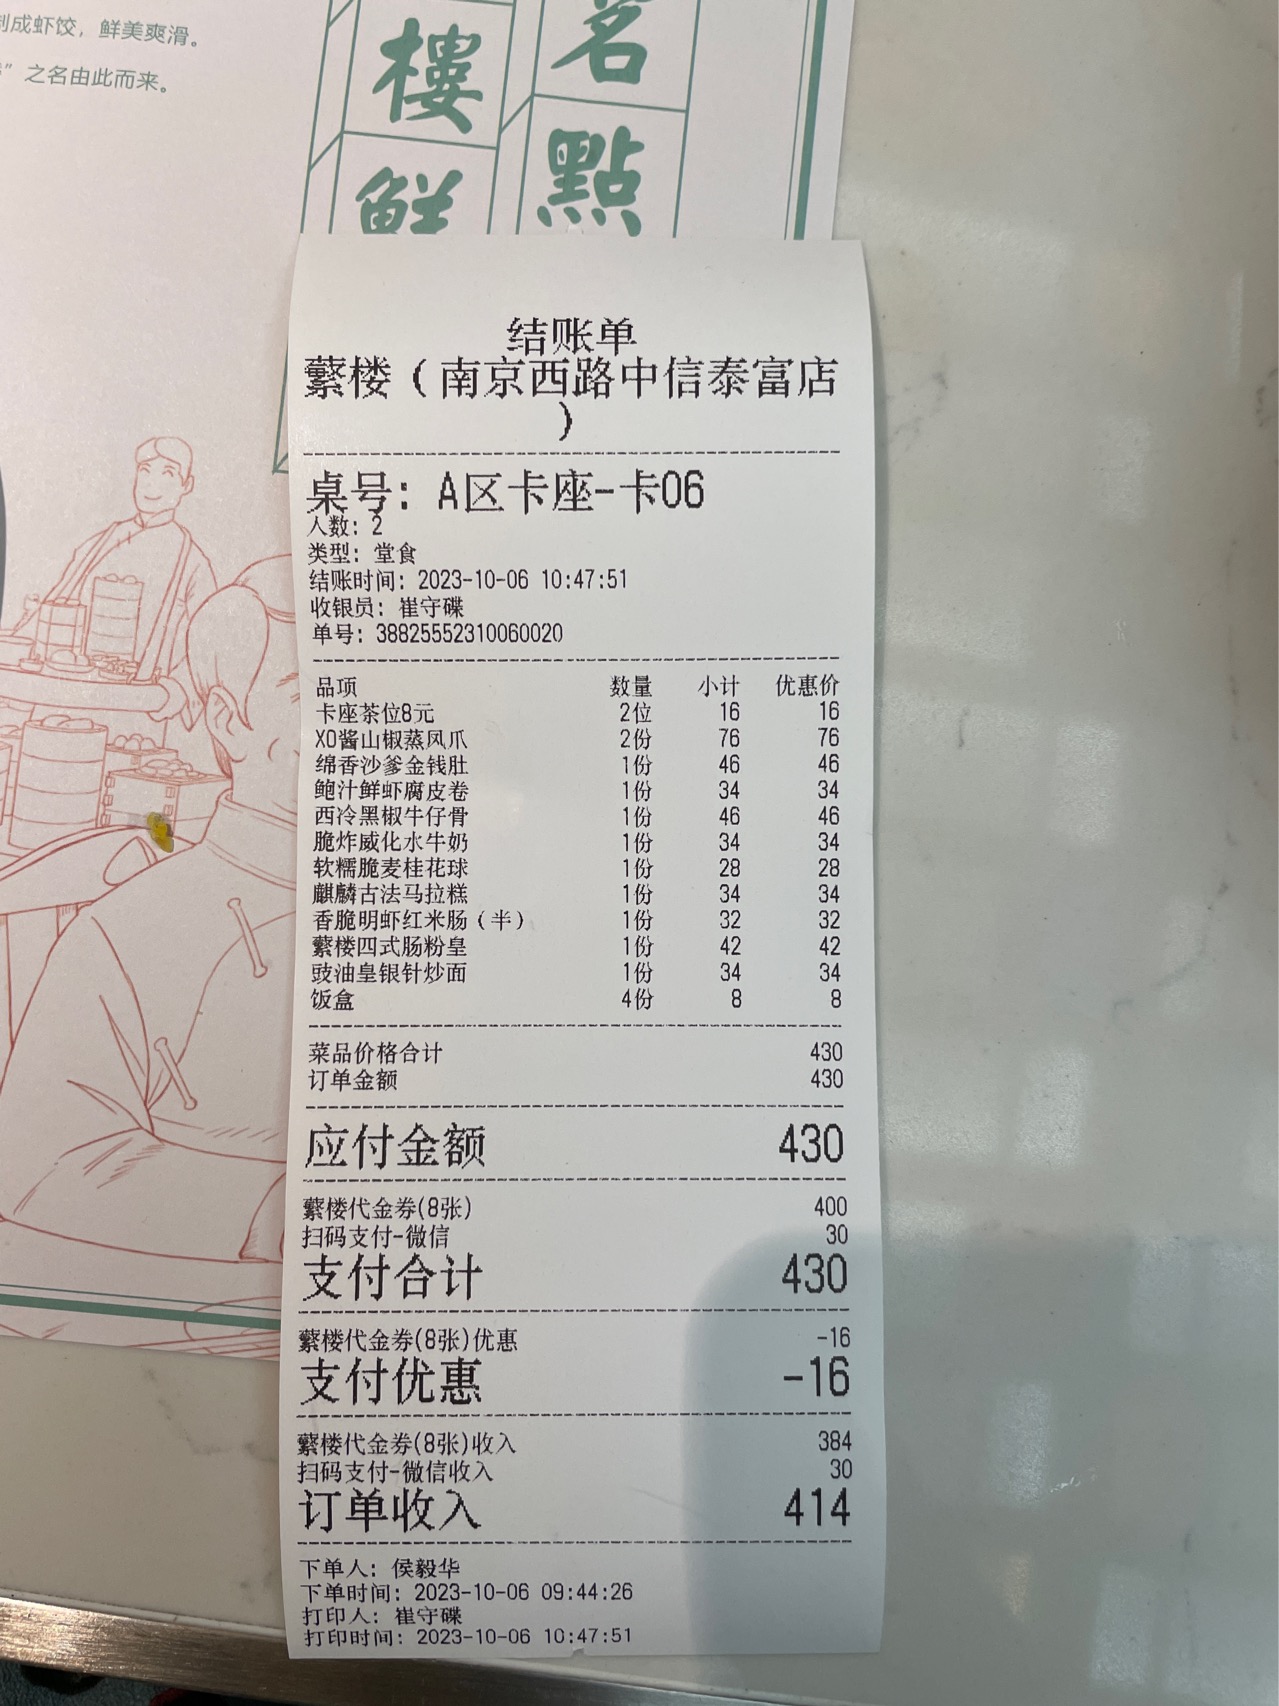 制成虾饺，鲜美爽滑。
”之名由此而来。
樓
鮮
茗
點
结账单
蘩楼（南京西路中信泰富店
）
桌号：A区卡座-卡06
人数：2
类型：堂食
结账时间：2023-10-06 10:47:51
收银员：崔守碟
单号：38825552310060020
品项 数量 小计 优惠价
卡座茶位8元 2位 16 16
XO酱山椒蒸凤爪 2份 76 76
绵香沙爹金钱肚 1份 46 46
鲍汁鲜虾腐皮卷 1份 34 34
西冷黑椒牛仔骨 1份 46 46
脆炸威化水牛奶 1份 34 34
软糯脆麦桂花球 1份 28 28
麒麟古法马拉糕 1份 34 34
香脆明虾红米肠（半） 1份 32 32
蘩楼四式肠粉皇 1份 42 42
豉油皇银针炒面 1份 34 34
饭盒 4份 8 8
菜品价格合计 430
订单金额 430
应付金额 430
蘩楼代金券(8张) 400
扫码支付-微信 30
支付合计 430
蘩楼代金券(8张)优惠 -16
支付优惠 -16
蘩楼代金券(8张)收入 384
扫码支付-微信收入 30
订单收入 414
下单人：侯毅华
下单时间：2023-10-06 09:44:26
打印人：崔守碟
打印时间：2023-10-06 10:47:51